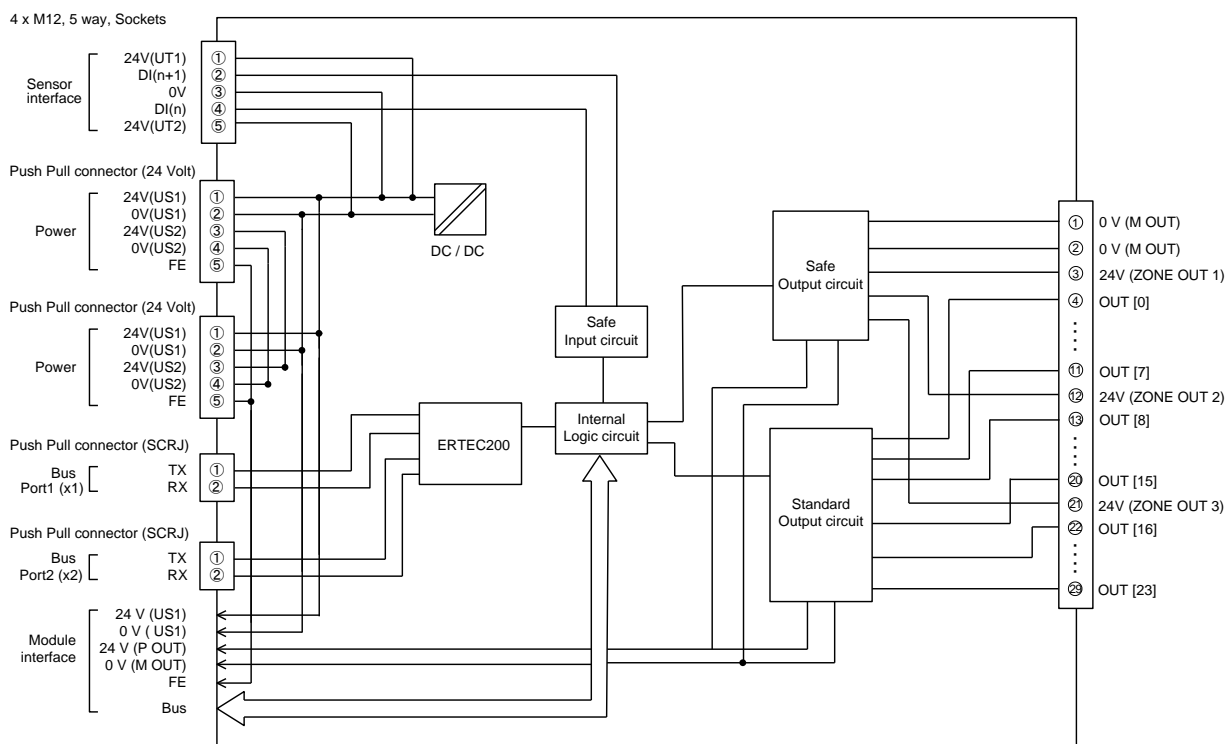 4 x M12, 5 way, Sockets
Sensor
interface
24V(UT1) ①
DI(n+1) ②
0V ③
DI(n) ④
24V(UT2) ⑤
Push Pull connector (24 Volt)
Power
24V(US1) ①
0V(US1) ②
24V(US2) ③
0V(US2) ④
FE ⑤
Push Pull connector (24 Volt)
Power
24V(US1) ①
0V(US1) ②
24V(US2) ③
0V(US2) ④
FE ⑤
Push Pull connector (SCRJ)
Bus
Port1 (x1)
TX ①
RX ②
Push Pull connector (SCRJ)
Bus
Port2 (x2)
TX ①
RX ②
Module
interface
24 V (US1)
0 V ( US1)
24 V (P OUT)
0 V (M OUT)
FE
Bus
DC / DC
Safe
Input circuit
ERTEC200
Internal
Logic circuit
Safe
Output circuit
Standard
Output circuit
① 0 V (M OUT)
② 0 V (M OUT)
③ 24V (ZONE OUT 1)
④ OUT [0]
⑪ OUT [7]
⑫ 24V (ZONE OUT 2)
⑬ OUT [8]
⑳ OUT [15]
㉑ 24V (ZONE OUT 3)
㉒ OUT [16]
㉙ OUT [23]